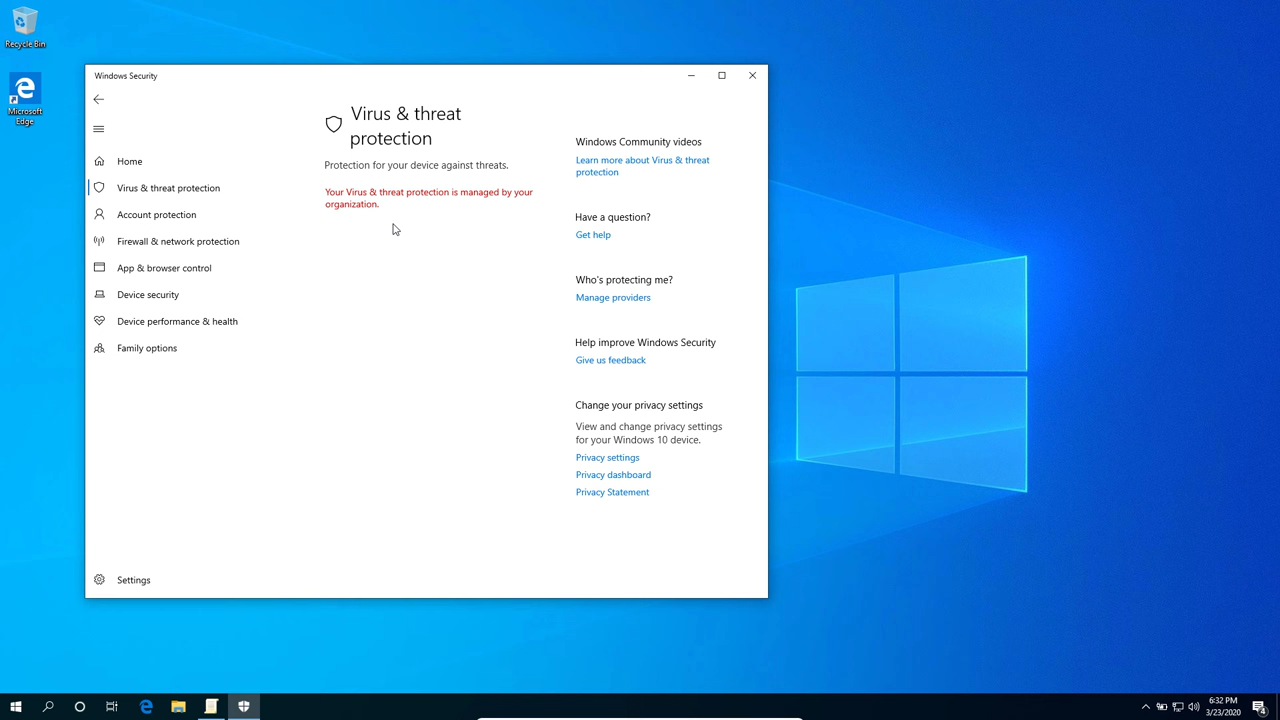 Recycle Bin
Microsoft
Edge
Windows Security
Home
Virus & threat protection
Account protection
Firewall & network protection
App & browser control
Device security
Device performance & health
Family options
Settings
Virus & threat
protection
Protection for your device against threats.
Your Virus & threat protection is managed by your
organization.
Windows Community videos
Learn more about Virus & threat
protection
Have a question?
Get help
Who's protecting me?
Manage providers
Help improve Windows Security
Give us feedback
Change your privacy settings
View and change privacy settings
for your Windows 10 device.
Privacy settings
Privacy dashboard
Privacy Statement
6:32 PM
3/23/2020
4